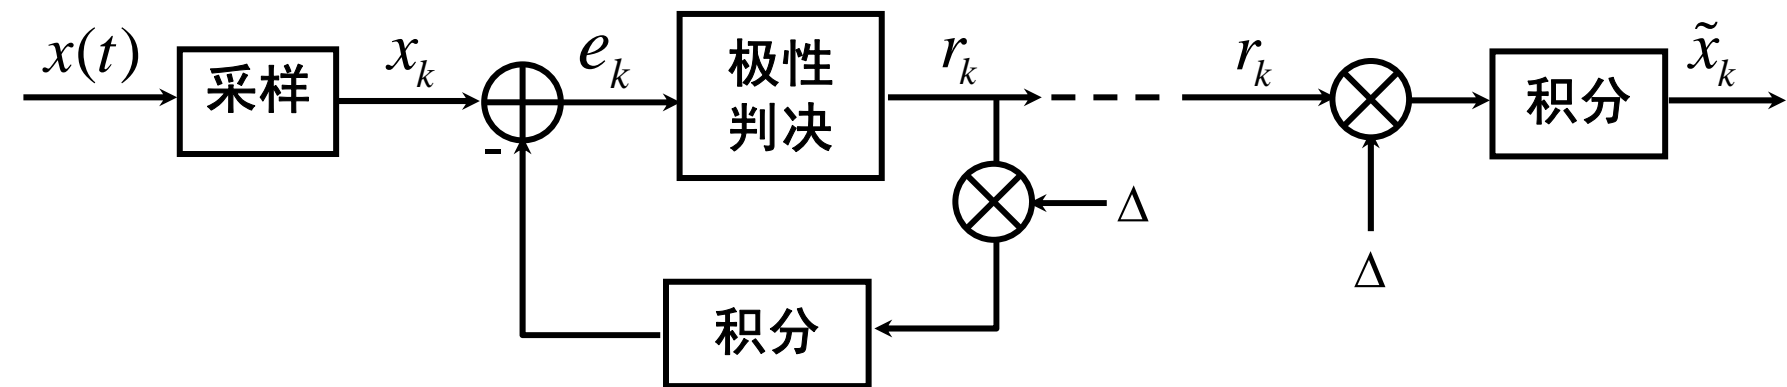 x(t)
采样
x_k
-
e_k
极性
判决
r_k
Δ
积分
r_k
Δ
积分
x̃_k